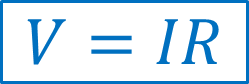 V = IR